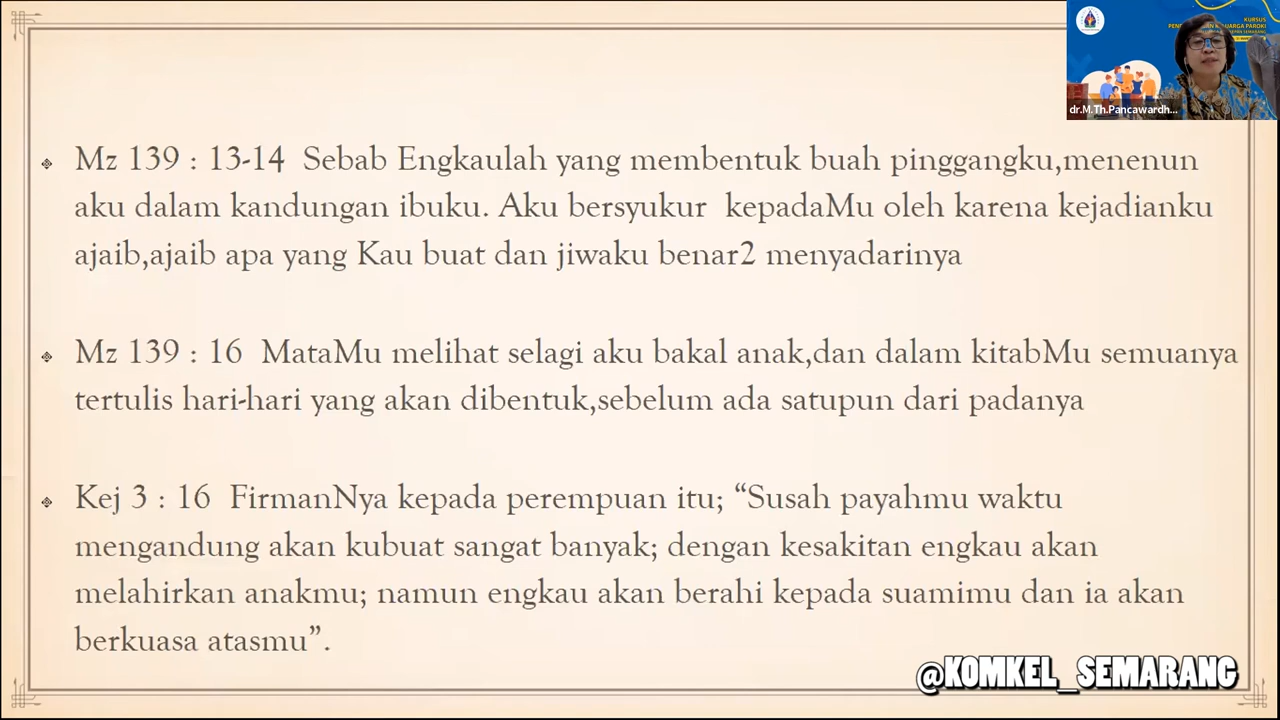 Mz 139 : 13-14 Sebab Engkaulah yang membentuk buah pinggangku,menenun
aku dalam kandungan ibuku. Aku bersyukur kepadaMu oleh karena kejadianku
ajaib,ajaib apa yang Kau buat dan jiwaku benar2 menyadarinya
Mz 139 : 16 MataMu melihat selagi aku bakal anak,dan dalam kitabMu semuanya
tertulis hari-hari yang akan dibentuk,sebelum ada satupun dari padanya
Kej 3 : 16 FirmanNya kepada perempuan itu; “Susah payahmu waktu
mengandung akan kubuat sangat banyak; dengan kesakitan engkau akan
melahirkan anakmu; namun engkau akan berahi kepada suamimu dan ia akan
berkuasa atasmu”.
KURSUS
PAROKI
dr.M.Th.Pancawardh...
@KOMKEL_SEMARANG